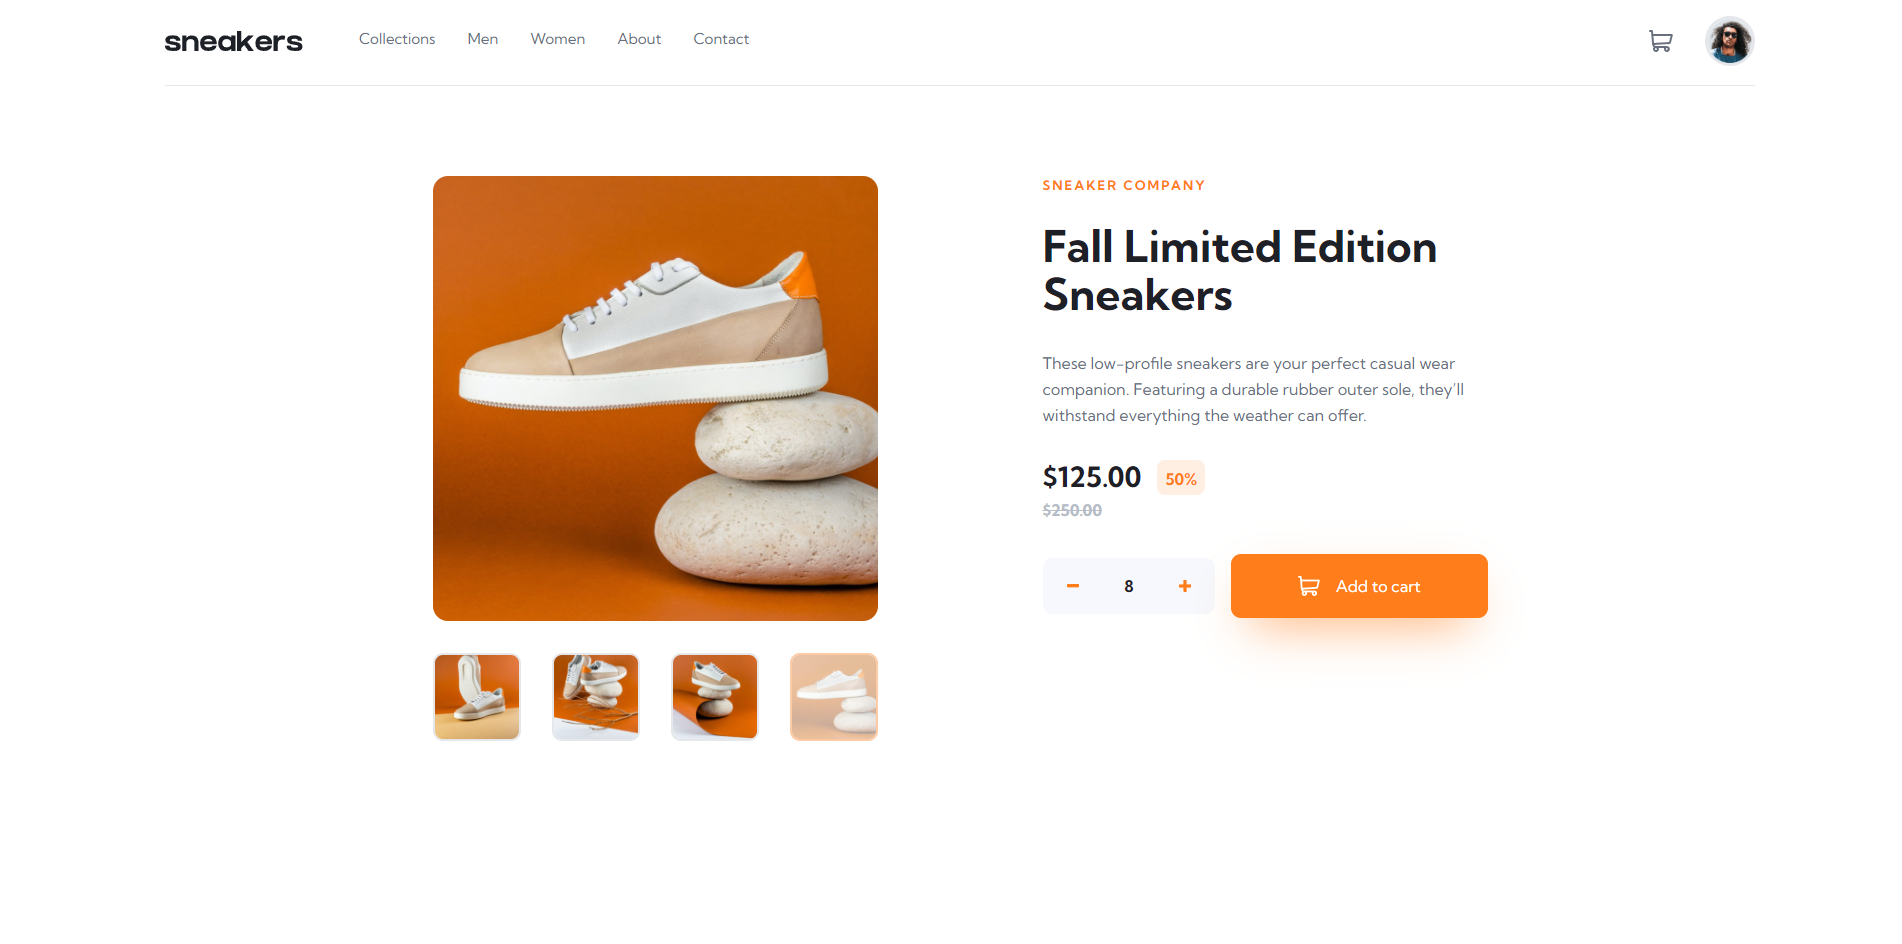 sneakers
Collections Men Women About Contact
SNEAKER COMPANY
Fall Limited Edition
Sneakers
These low-profile sneakers are your perfect casual wear
companion. Featuring a durable rubber outer sole, they'll
withstand everything the weather can offer.
$125.00 50%
$250.00
8
Add to cart